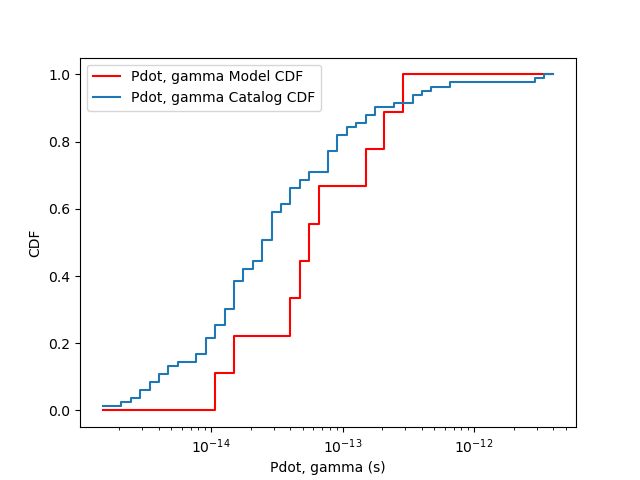 Pdot, gamma Model CDF
Pdot, gamma Catalog CDF
1.0
0.8
0.6
0.4
0.2
0.0
CDF
10⁻¹⁴ 10⁻¹³ 10⁻¹²
Pdot, gamma (s)